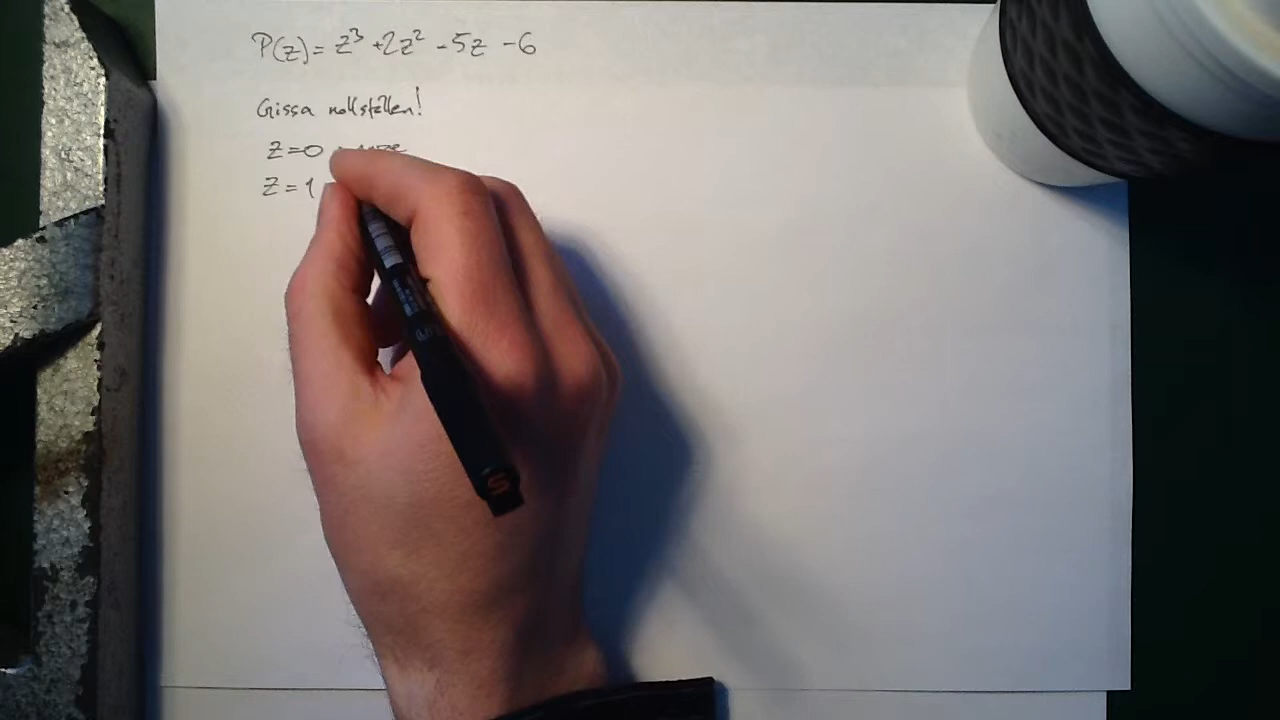 P(z) = z³ + 2z² - 5z - 6
Gissa nollställen!
z=0
z=1